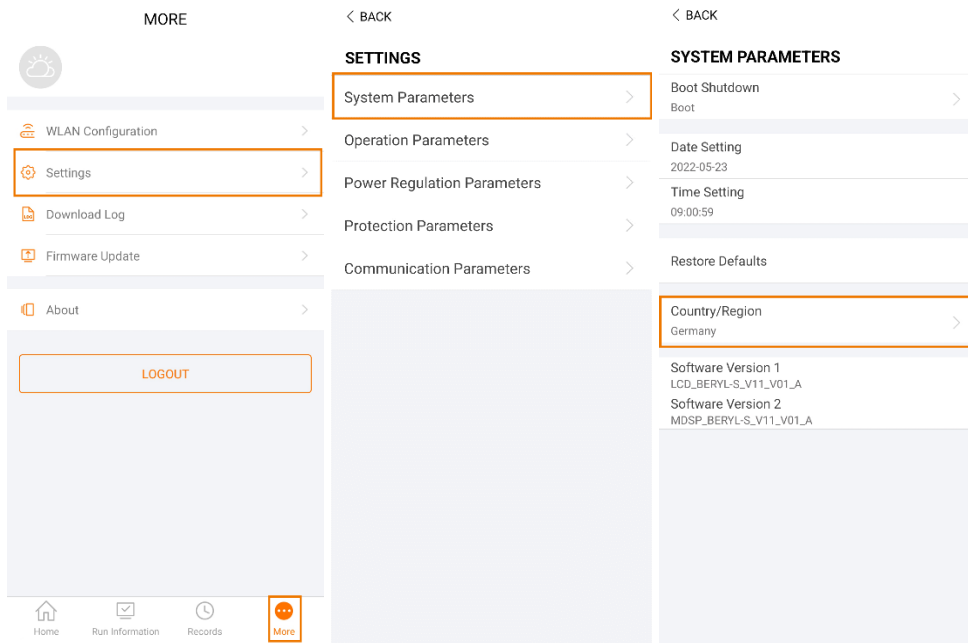 MORE
WLAN Configuration
Settings
Download Log
Firmware Update
About
LOGOUT
Home
Run Information
Records
More
BACK
SETTINGS
System Parameters
Operation Parameters
Power Regulation Parameters
Protection Parameters
Communication Parameters
BACK
SYSTEM PARAMETERS
Boot Shutdown
Boot
Date Setting
2022-05-23
Time Setting
09:00:59
Restore Defaults
Country/Region
Germany
Software Version 1
LCD_BERYL-S_V11_V01_A
Software Version 2
MDSP_BERYL-S_V11_V01_A